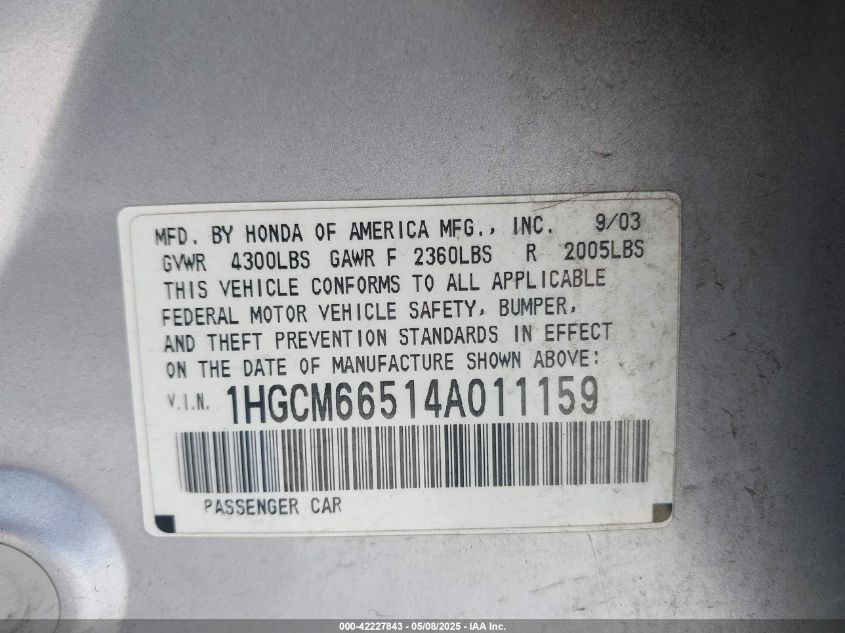 MFD. BY HONDA OF AMERICA MFG., INC. 9/03
GVWR 4300LBS GAWR F 2360LBS R 2005LBS
THIS VEHICLE CONFORMS TO ALL APPLICABLE
FEDERAL MOTOR VEHICLE SAFETY, BUMPER,
AND THEFT PREVENTION STANDARDS IN EFFECT
ON THE DATE OF MANUFACTURE SHOWN ABOVE:
V.I.N. 1HGCM66514A011159
PASSENGER CAR
000-42227843 - 05/08/2025 - IAA Inc.